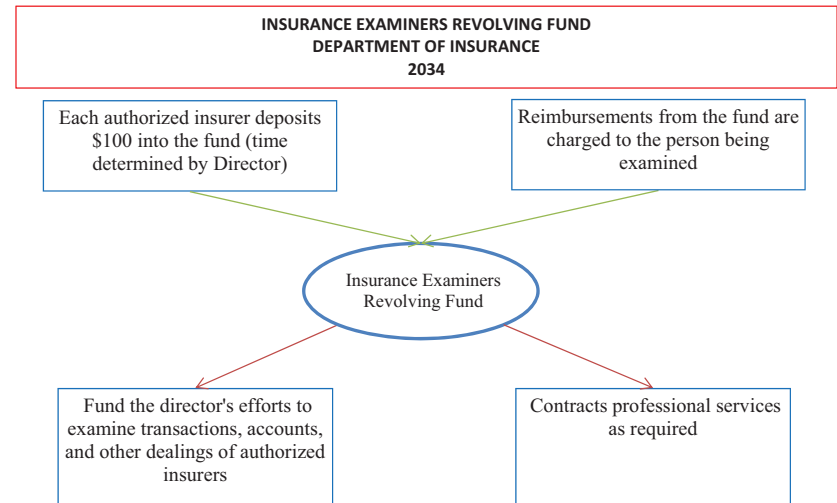 INSURANCE EXAMINERS REVOLVING FUND
DEPARTMENT OF INSURANCE
2034
Each authorized insurer deposits
$100 into the fund (time
determined by Director)
Reimbursements from the fund are
charged to the person being
examined
Insurance Examiners
Revolving Fund
Fund the director's efforts to
examine transactions, accounts,
and other dealings of authorized
insurers
Contracts professional services
as required